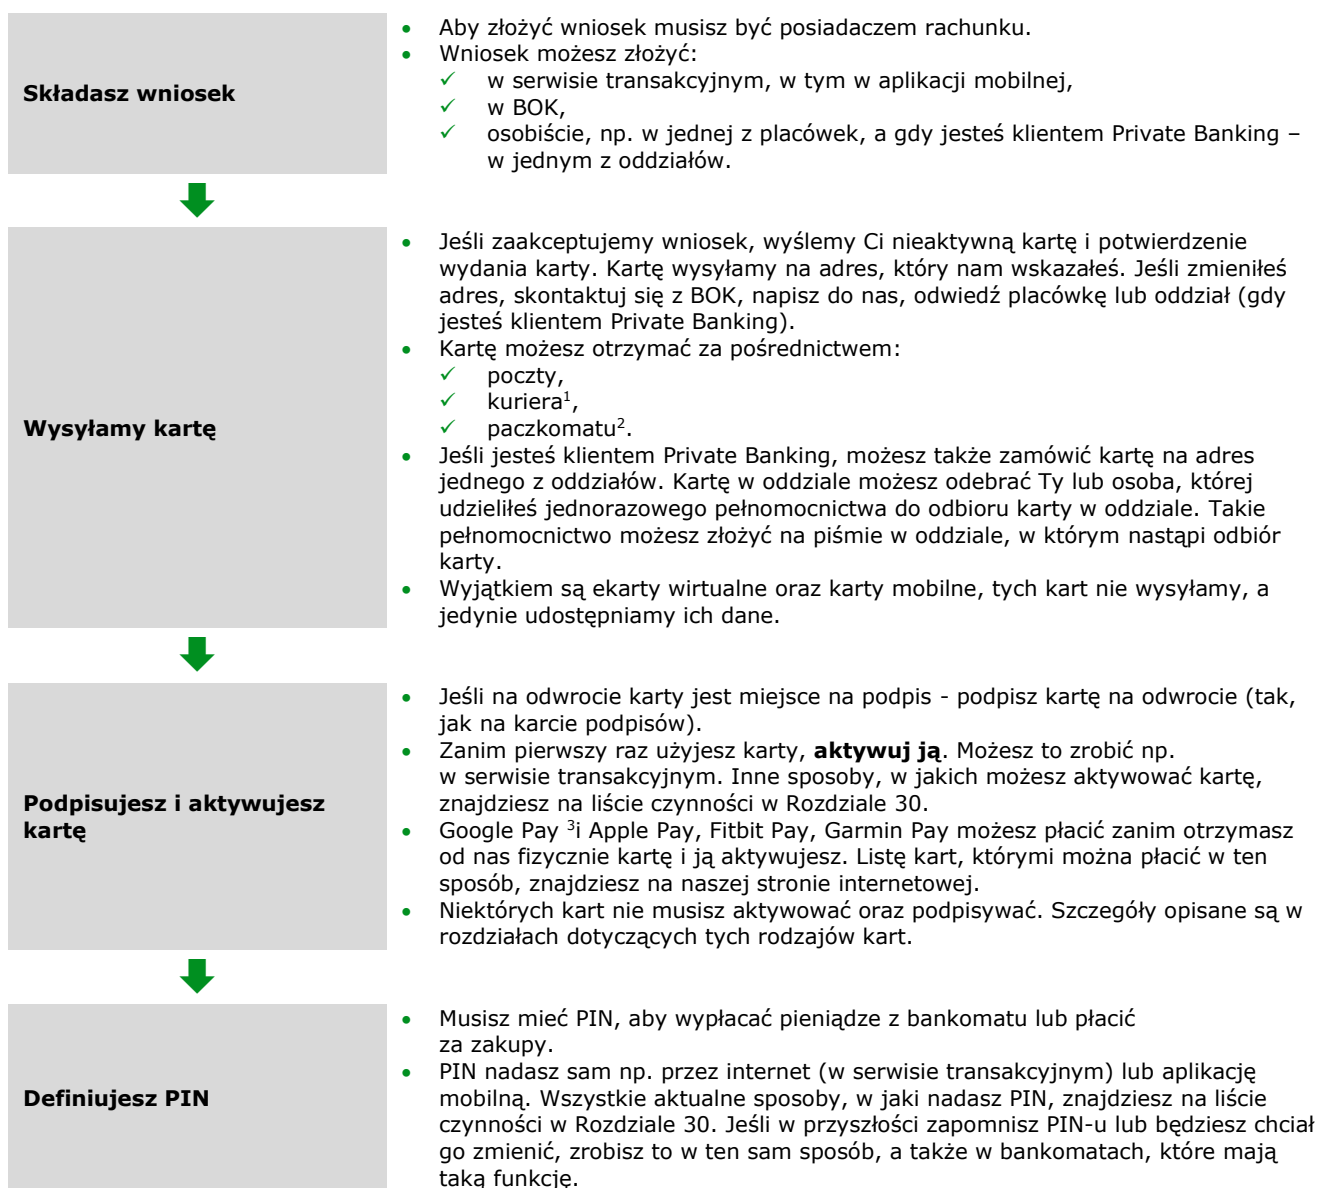 Składasz wniosek
• Aby złożyć wniosek musisz być posiadaczem rachunku.
• Wniosek możesz złożyć:
✓ w serwisie transakcyjnym, w tym w aplikacji mobilnej,
✓ w BOK,
✓ osobiście, np. w jednej z placówek, a gdy jesteś klientem Private Banking –
w jednym z oddziałów.
Wysyłamy kartę
• Jeśli zaakceptujemy wniosek, wyślemy Ci nieaktywną kartę i potwierdzenie
wydania karty. Kartę wysyłamy na adres, który nam wskazałeś. Jeśli zmieniłeś
adres, skontaktuj się z BOK, napisz do nas, odwiedź placówkę lub oddział (gdy
jesteś klientem Private Banking).
• Kartę możesz otrzymać za pośrednictwem:
✓ poczty,
✓ kuriera¹,
✓ paczkomatu².
• Jeśli jesteś klientem Private Banking, możesz także zamówić kartę na adres
jednego z oddziałów. Kartę w oddziale możesz odebrać Ty lub osoba, której
udzieliłeś jednorazowego pełnomocnictwa do odbioru karty w oddziale. Takie
pełnomocnictwo możesz złożyć na piśmie w oddziale, w którym nastąpi odbiór
karty.
• Wyjątkiem są ekarty wirtualne oraz karty mobilne, tych kart nie wysyłamy, a
jedynie udostępniamy ich dane.
Podpisujesz i aktywujesz
kartę
• Jeśli na odwrocie karty jest miejsce na podpis - podpisz kartę na odwrocie (tak,
jak na karcie podpisów).
• Zanim pierwszy raz użyjesz karty, aktywuj ją. Możesz to zrobić np.
w serwisie transakcyjnym. Inne sposoby, w jakich możesz aktywować kartę,
znajdziesz na liście czynności w Rozdziale 30.
• Google Pay ³i Apple Pay, Fitbit Pay, Garmin Pay możesz płacić zanim otrzymasz
od nas fizycznie kartę i ją aktywujesz. Listę kart, którymi można płacić w ten
sposób, znajdziesz na naszej stronie internetowej.
• Niektórych kart nie musisz aktywować oraz podpisywać. Szczegóły opisane są w
rozdziałach dotyczących tych rodzajów kart.
Definiujesz PIN
• Musisz mieć PIN, aby wypłacać pieniądze z bankomatu lub płacić
za zakupy.
• PIN nadasz sam np. przez internet (w serwisie transakcyjnym) lub aplikację
mobilną. Wszystkie aktualne sposoby, w jaki nadasz PIN, znajdziesz na liście
czynności w Rozdziale 30. Jeśli w przyszłości zapomnisz PIN-u lub będziesz chciał
go zmienić, zrobisz to w ten sam sposób, a także w bankomatach, które mają
taką funkcję.